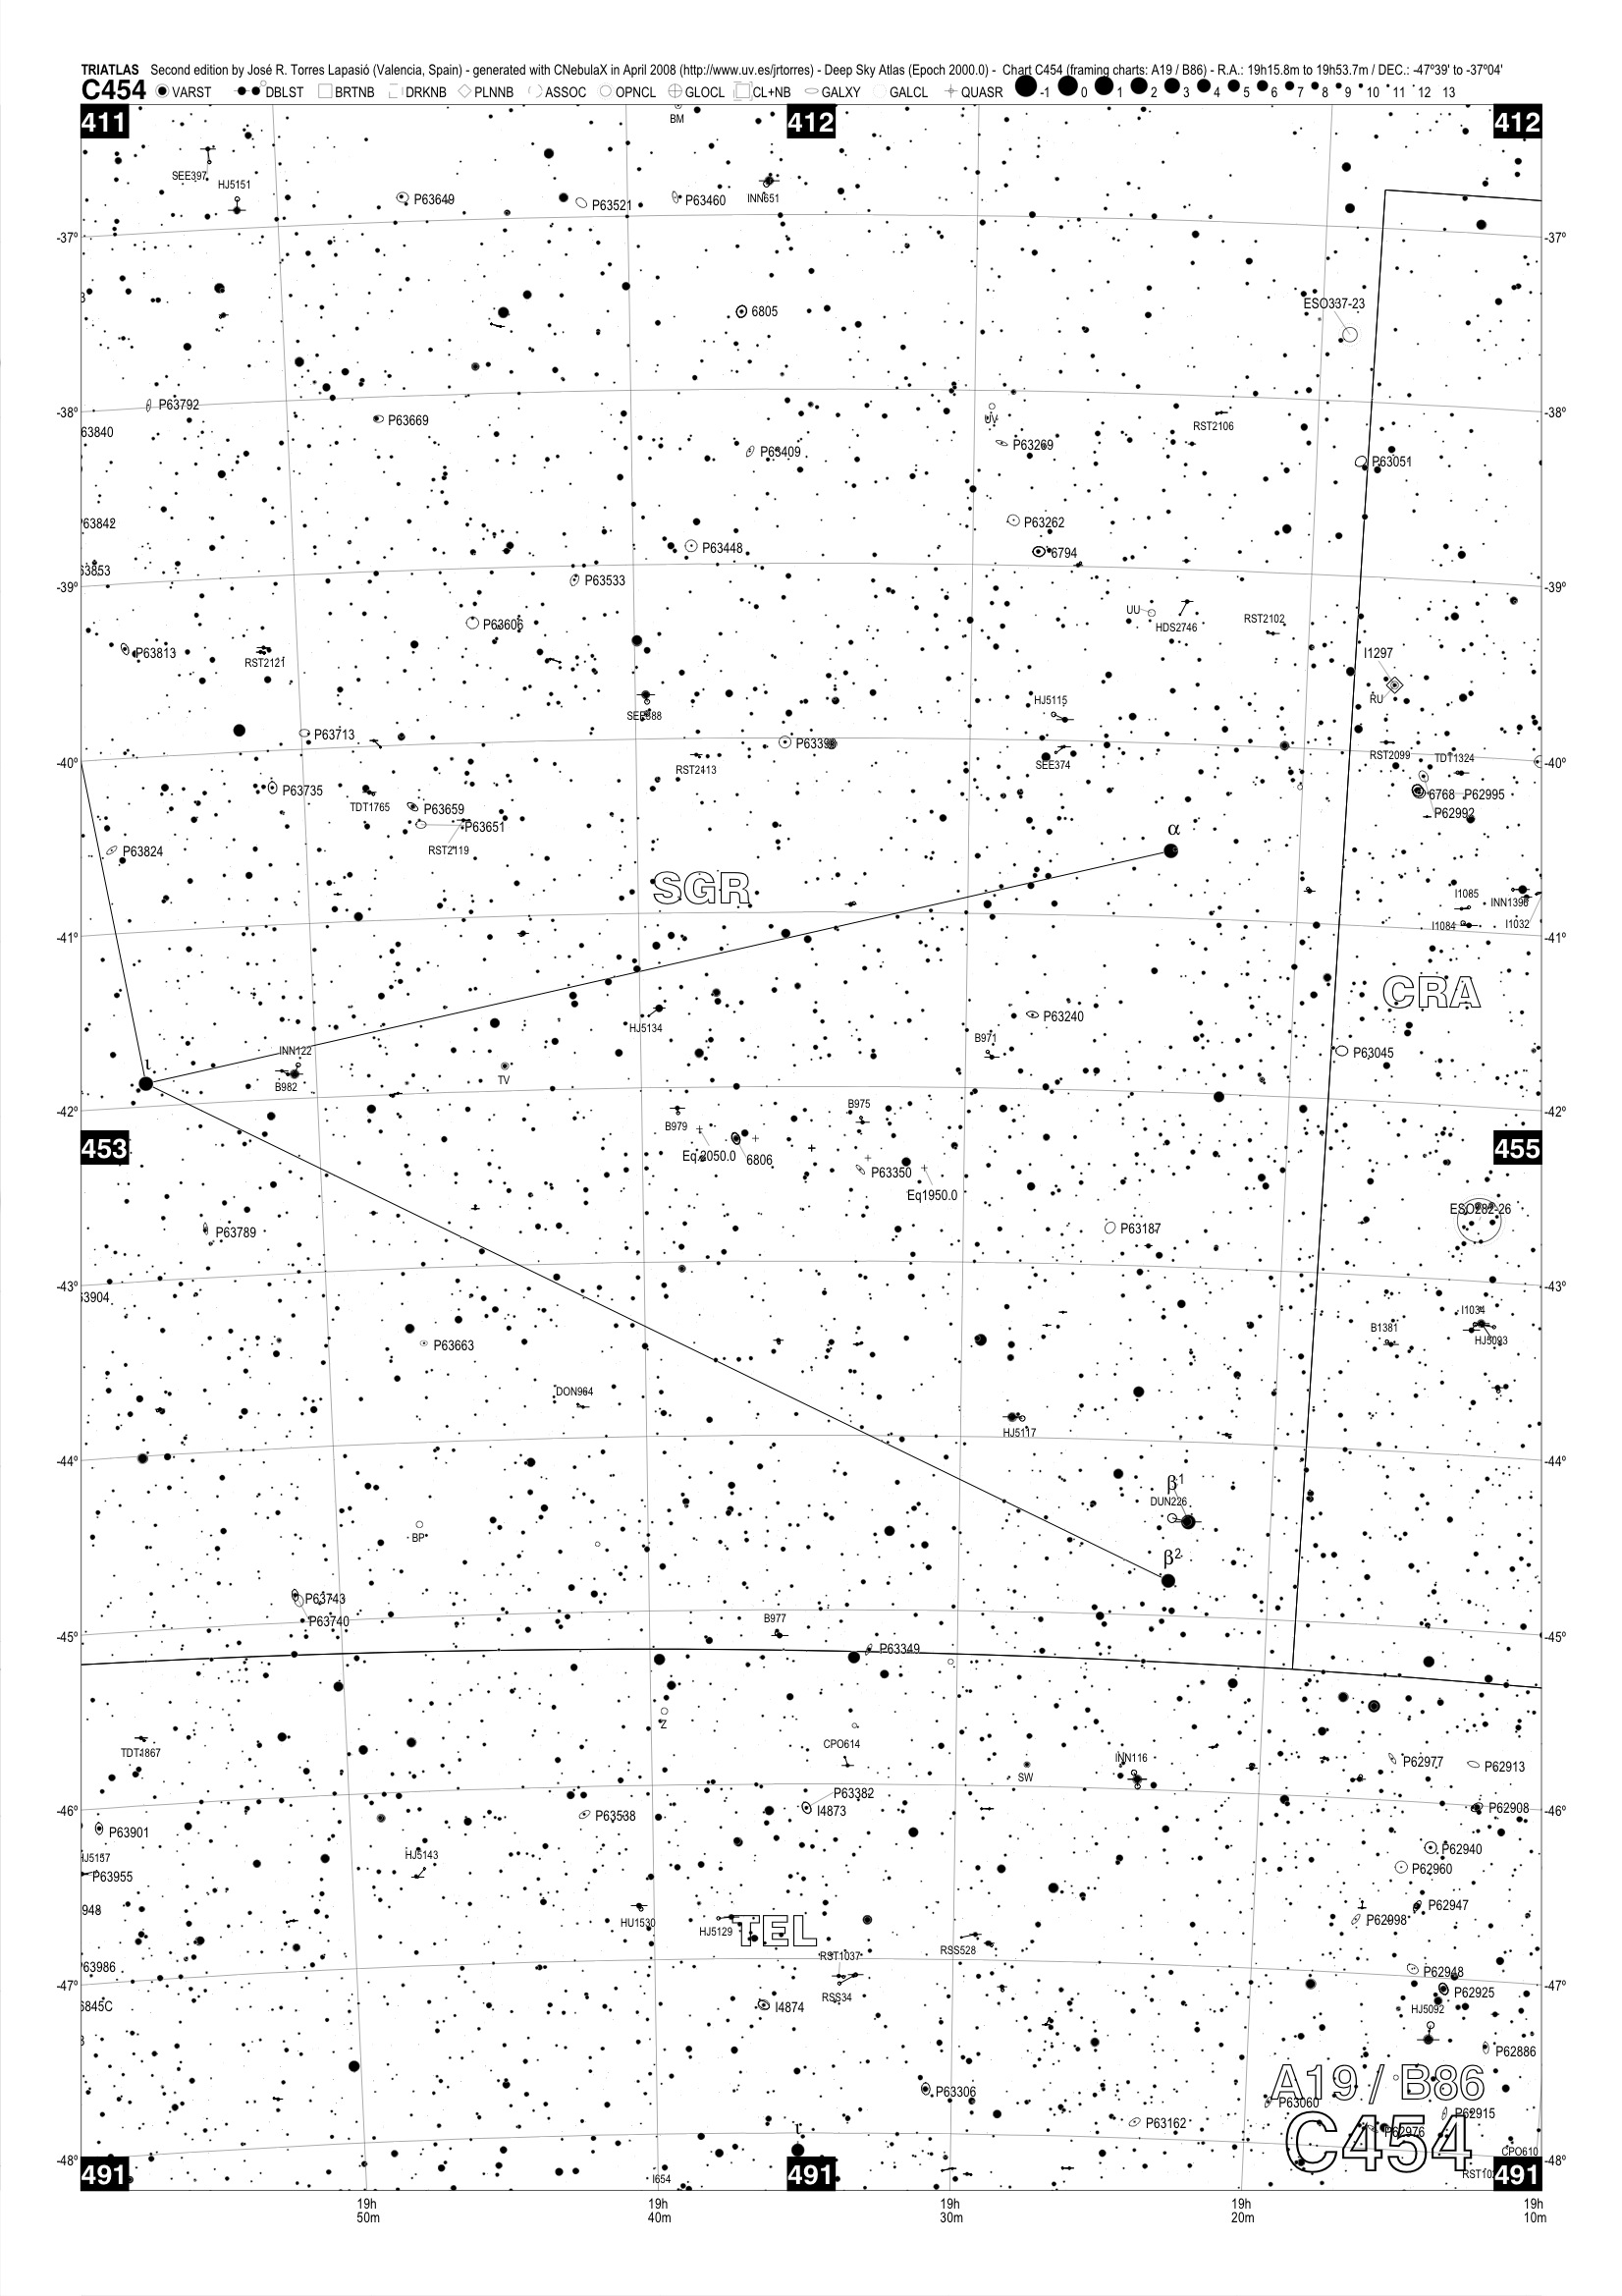 TRIATLAS Second edition by José R. Torres Lapasió (Valencia, Spain) - generated with CNebulaX in April 2008 (http://www.uv.es/jrtorres) - Deep Sky Atlas (Epoch 2000.0) - Chart C454 (framing charts: A19 / B86) - R.A.: 19h15.8m to 19h53.7m / DEC.: -47°39' to -37°04'
C454 VARST DBLST BRTNB DRKNB PLNNB ASSOC OPNCL GLOCL CL+NB GALXY GALCL QUASR -1 0 1 2 3 4 5 6 7 8 9 10 11 12 13
411 412 412
BM
SEE397
HJ5151
P63649 P63521 P63460 INN651
-37° -37°
ESO337-23
6805
P63792
-38° -38°
P63669
RST2106
UV
63840
P63409 P63269
P63051
63842
P63262
P63448 6794
63853
P63533
-39° -39°
UU
HDS2746 RST2102
P63606
P63813
RST2121
I1297
RU
HJ5115
SEE388
P63713
RST2099 TDT1324
-40° SEE374 -40°
RST2413
P63735
6768 P62995
TDT1765 P63659
P62992
P63651
α
RST2119
P63824
SGR
I1085
INN1396
I1084 I1032
-41° -41°
CRA
P63240
HJ5134
B971
INN122
P63045
ι
TV
B982
B975
-42° -42°
B979
453 455
Eq.2050.0 6806
P63350
Eq1950.0
ESO282-26
P63789 P63187
-43° -43°
63904
I1034
B1381
HJ5093
P63663
DON964
HJ5117
-44° -44°
β1
DUN226
BP
β2
P63743
P63740
B977
-45° -45°
P63349
Z
CPO614
TDT1867 INN116
P62977 P62913
SW
P63382
I4873
P63538
-46° P62908 -46°
P63901
P62940
HJ5157 HJ5143
P62960
P63955
P62947
948
HU1530 HJ5129 TEL
P62998
RSS528
RST1037
63986
P62948
-47° -47°
RSS34
P62925
6845C
I4874
HJ5092
P62886
A19 / B86
P63306
P63060
P62915
P63162
C454
P62976
τ
CPO610
-48° -48°
491 I654 491 491
19h 19h 19h 19h 19h
50m 40m 30m 20m 10m